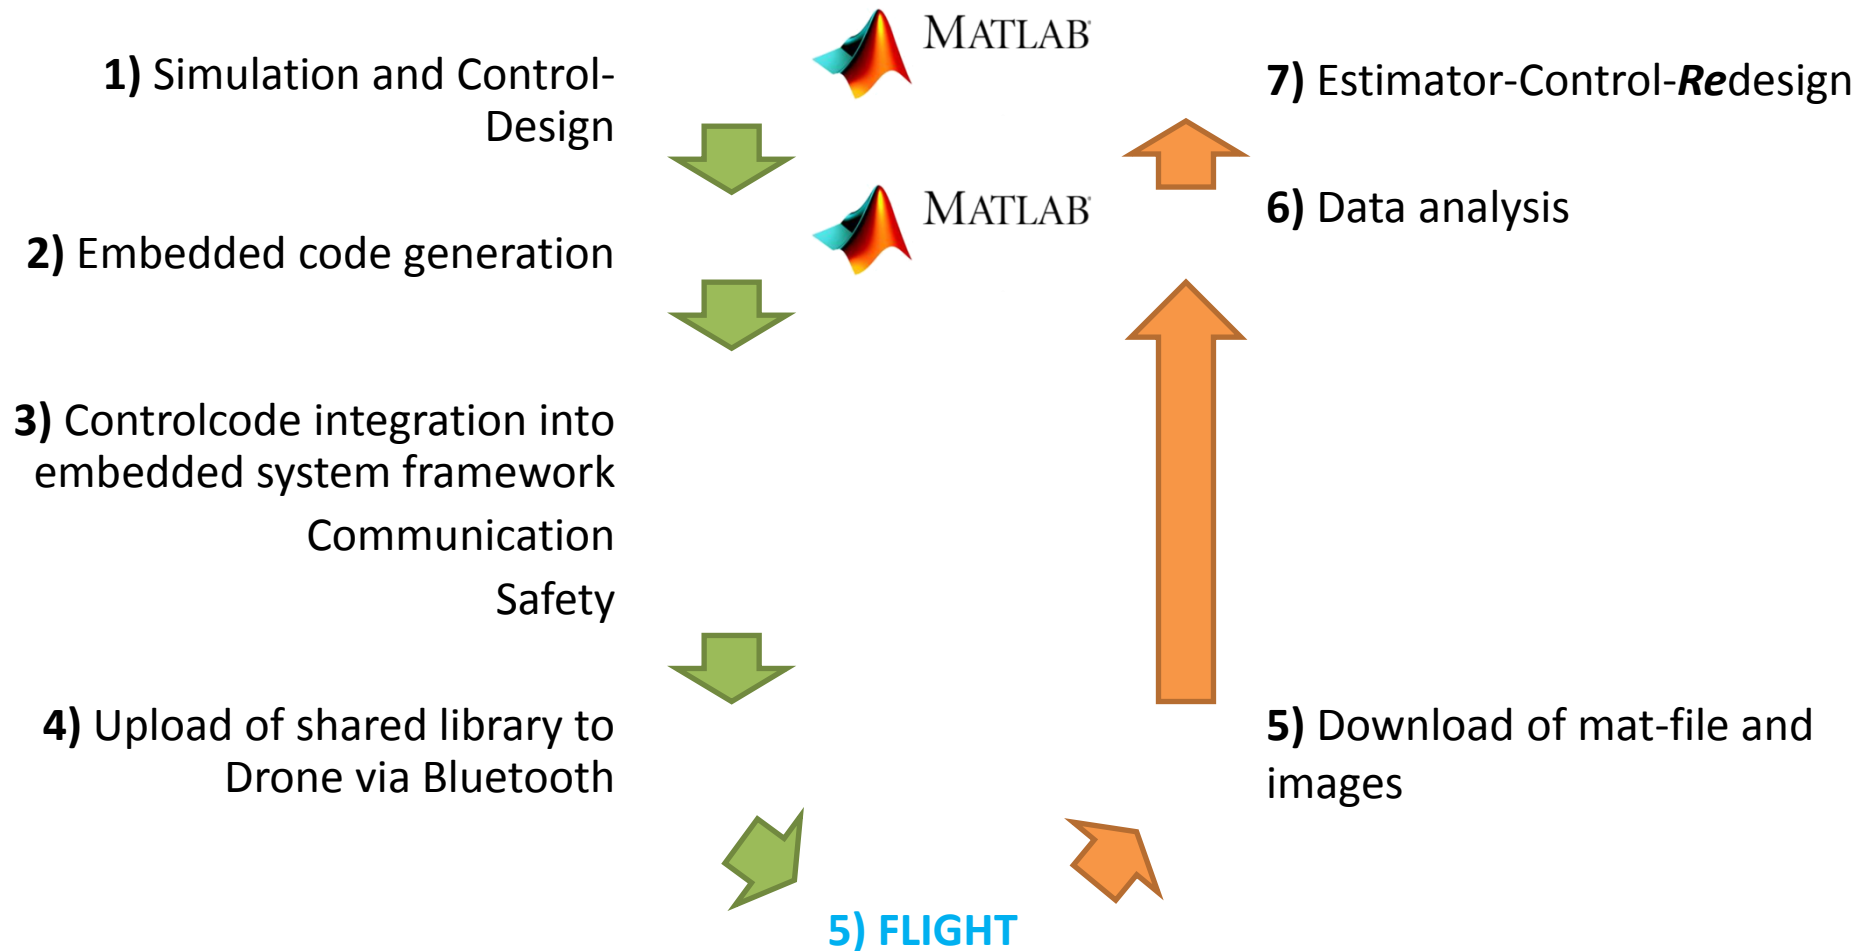 1) Simulation and Control-
Design
2) Embedded code generation
3) Controlcode integration into
embedded system framework
Communication
Safety
4) Upload of shared library to
Drone via Bluetooth
MATLAB®
MATLAB®
5) FLIGHT
7) Estimator-Control-Redesign
6) Data analysis
5) Download of mat-file and
images